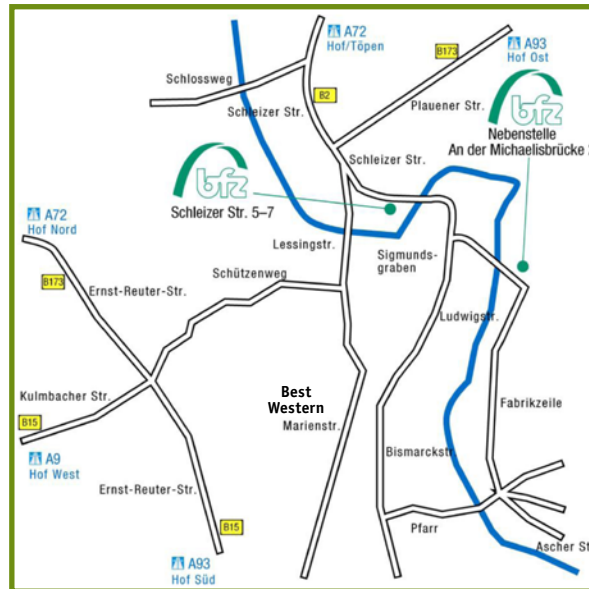 A72
Hof/Töpen
B173
A93
Hof Ost
Schlossweg
B2
Schleizer Str.
Plauener Str.
bfz
Nebenstelle
An der Michaelisbrücke
Schleizer Str.
bfz
Schleizer Str. 5–7
A72
Hof Nord
Lessingstr.
Sigmunds-
graben
B173
Schützenweg
Ernst-Reuter-Str.
Ludwigstr.
Kulmbacher Str.
Best
Western
Marienstr.
Fabrikzeile
B15
A9
Hof West
Bismarckstr.
Ernst-Reuter-Str.
B15
Pfarr
Ascher St
A93
Hof Süd